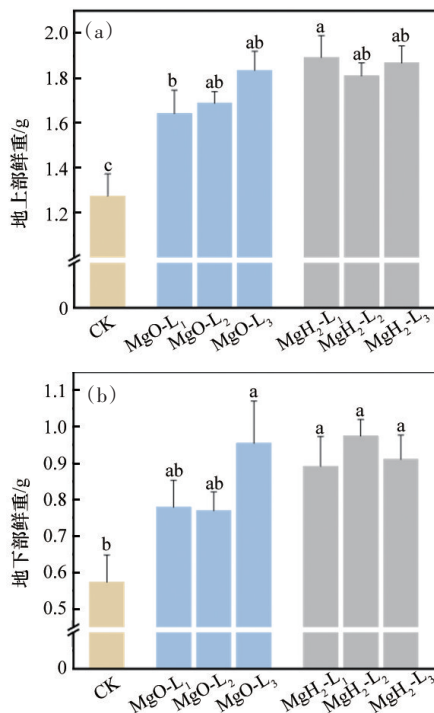 (a)
地上部鲜重/g
2.0
1.8
1.6
1.4
1.2
0
c
b
ab
ab
a
ab
ab
CK
MgO-L₁
MgO-L₂
MgO-L₃
MgH₂-L₁
MgH₂-L₂
MgH₂-L₃
(b)
地下部鲜重/g
1.1
1.0
0.9
0.8
0.7
0.6
0.5
0
b
ab
ab
a
a
a
a
CK
MgO-L₁
MgO-L₂
MgO-L₃
MgH₂-L₁
MgH₂-L₂
MgH₂-L₃